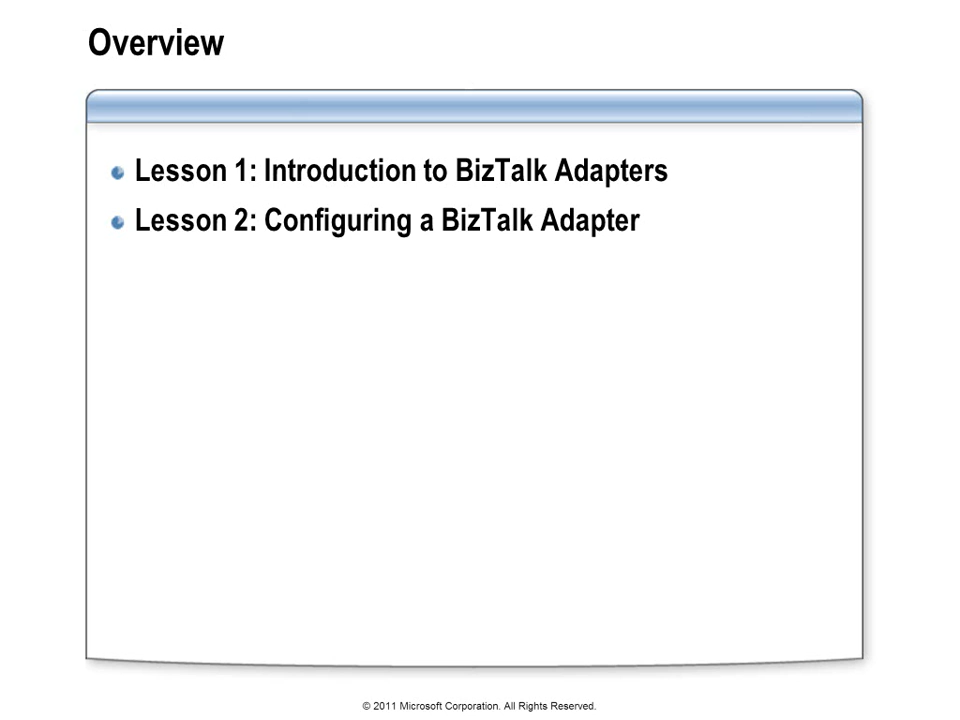 Overview
Lesson 1: Introduction to BizTalk Adapters
Lesson 2: Configuring a BizTalk Adapter
© 2011 Microsoft Corporation. All Rights Reserved.